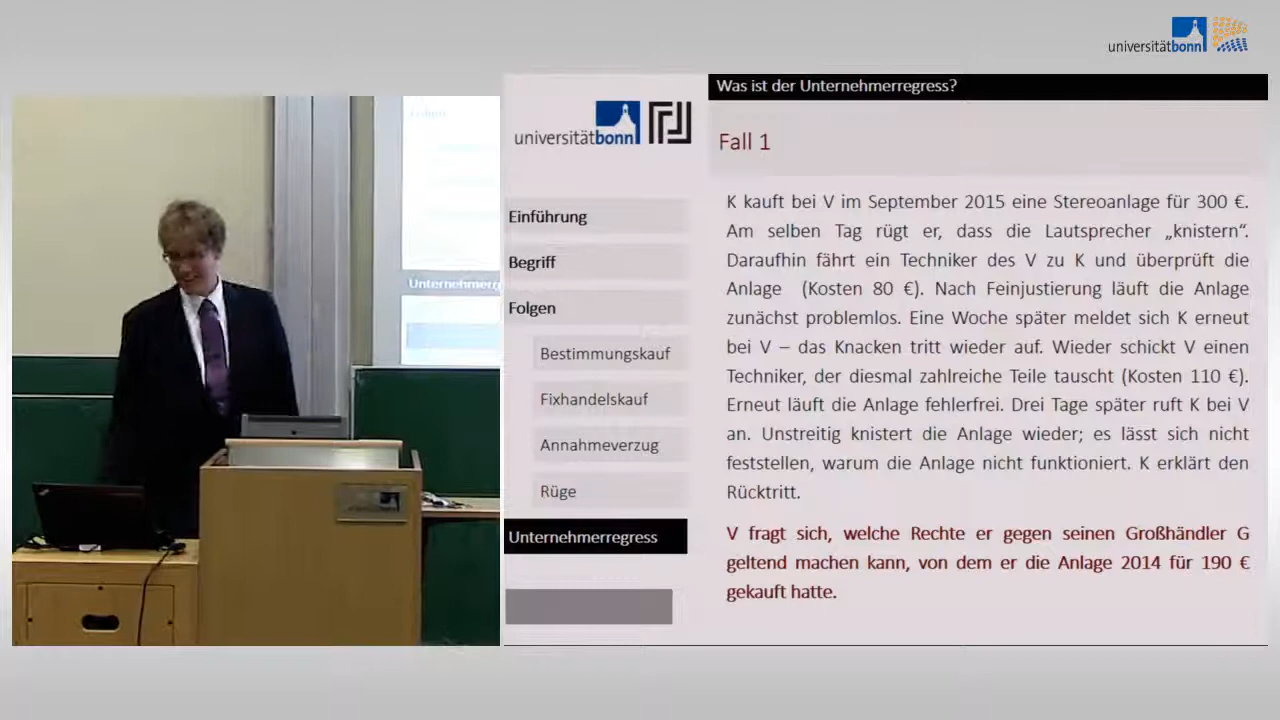 universitätbonn
Was ist der Unternehmerregress?
universitätbonn
Fall 1
Einführung
Begriff
Folgen
Bestimmungskauf
Fixhandelskauf
Annahmeverzug
Rüge
Unternehmerregress
K kauft bei V im September 2015 eine Stereoanlage für 300 €.
Am selben Tag rügt er, dass die Lautsprecher „knistern“.
Daraufhin fährt ein Techniker des V zu K und überprüft die
Anlage (Kosten 80 €). Nach Feinjustierung läuft die Anlage
zunächst problemlos. Eine Woche später meldet sich K erneut
bei V – das Knacken tritt wieder auf. Wieder schickt V einen
Techniker, der diesmal zahlreiche Teile tauscht (Kosten 110 €).
Erneut läuft die Anlage fehlerfrei. Drei Tage später ruft K bei V
an. Unstreitig knistert die Anlage wieder; es lässt sich nicht
feststellen, warum die Anlage nicht funktioniert. K erklärt den
Rücktritt.
V fragt sich, welche Rechte er gegen seinen Großhändler G
geltend machen kann, von dem er die Anlage 2014 für 190 €
gekauft hatte.